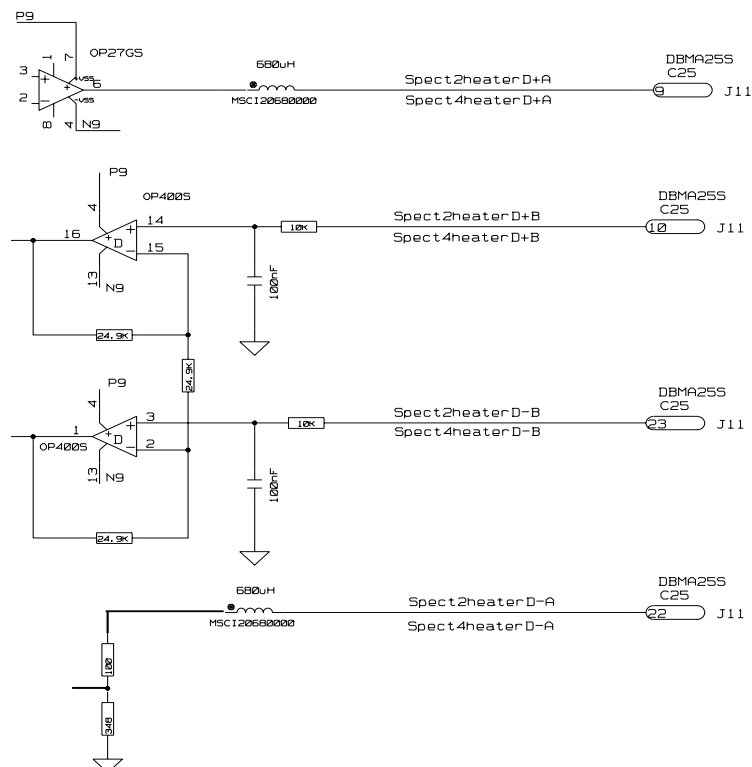 P9
OP27GS
1
7
3
+
VSS
+
6
2
-VSS
8
4
N9
680uH
MSCI20680000
Spect2heaterD+A
Spect4heaterD+A
DBMA25S
C25
9
J11
P9
OP400S
4
14
16
+
D
+
15
13
N9
10K
100nF
Spect2heaterD+B
Spect4heaterD+B
DBMA25S
C25
10
J11
24.9K
24.9K
P9
4
3
1
+
D
+
2
OP400S
13
N9
10K
100nF
Spect2heaterD-B
Spect4heaterD-B
DBMA25S
C25
23
J11
24.9K
680uH
MSCI20680000
Spect2heaterD-A
Spect4heaterD-A
DBMA25S
C25
22
J11
100
348